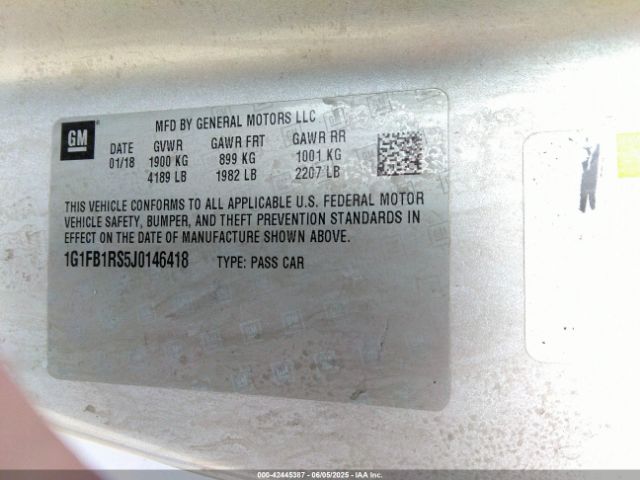 GM
MFD BY GENERAL MOTORS LLC
DATE GVWR GAWR FRT GAWR RR
01/18 1900 KG 899 KG 1001 KG
4189 LB 1982 LB 2207 LB
THIS VEHICLE CONFORMS TO ALL APPLICABLE U.S. FEDERAL MOTOR
VEHICLE SAFETY, BUMPER, AND THEFT PREVENTION STANDARDS IN
EFFECT ON THE DATE OF MANUFACTURE SHOWN ABOVE.
1G1FB1RS5J0146418 TYPE: PASS CAR
000-42445387 - 06/05/2025 - IAA Inc.